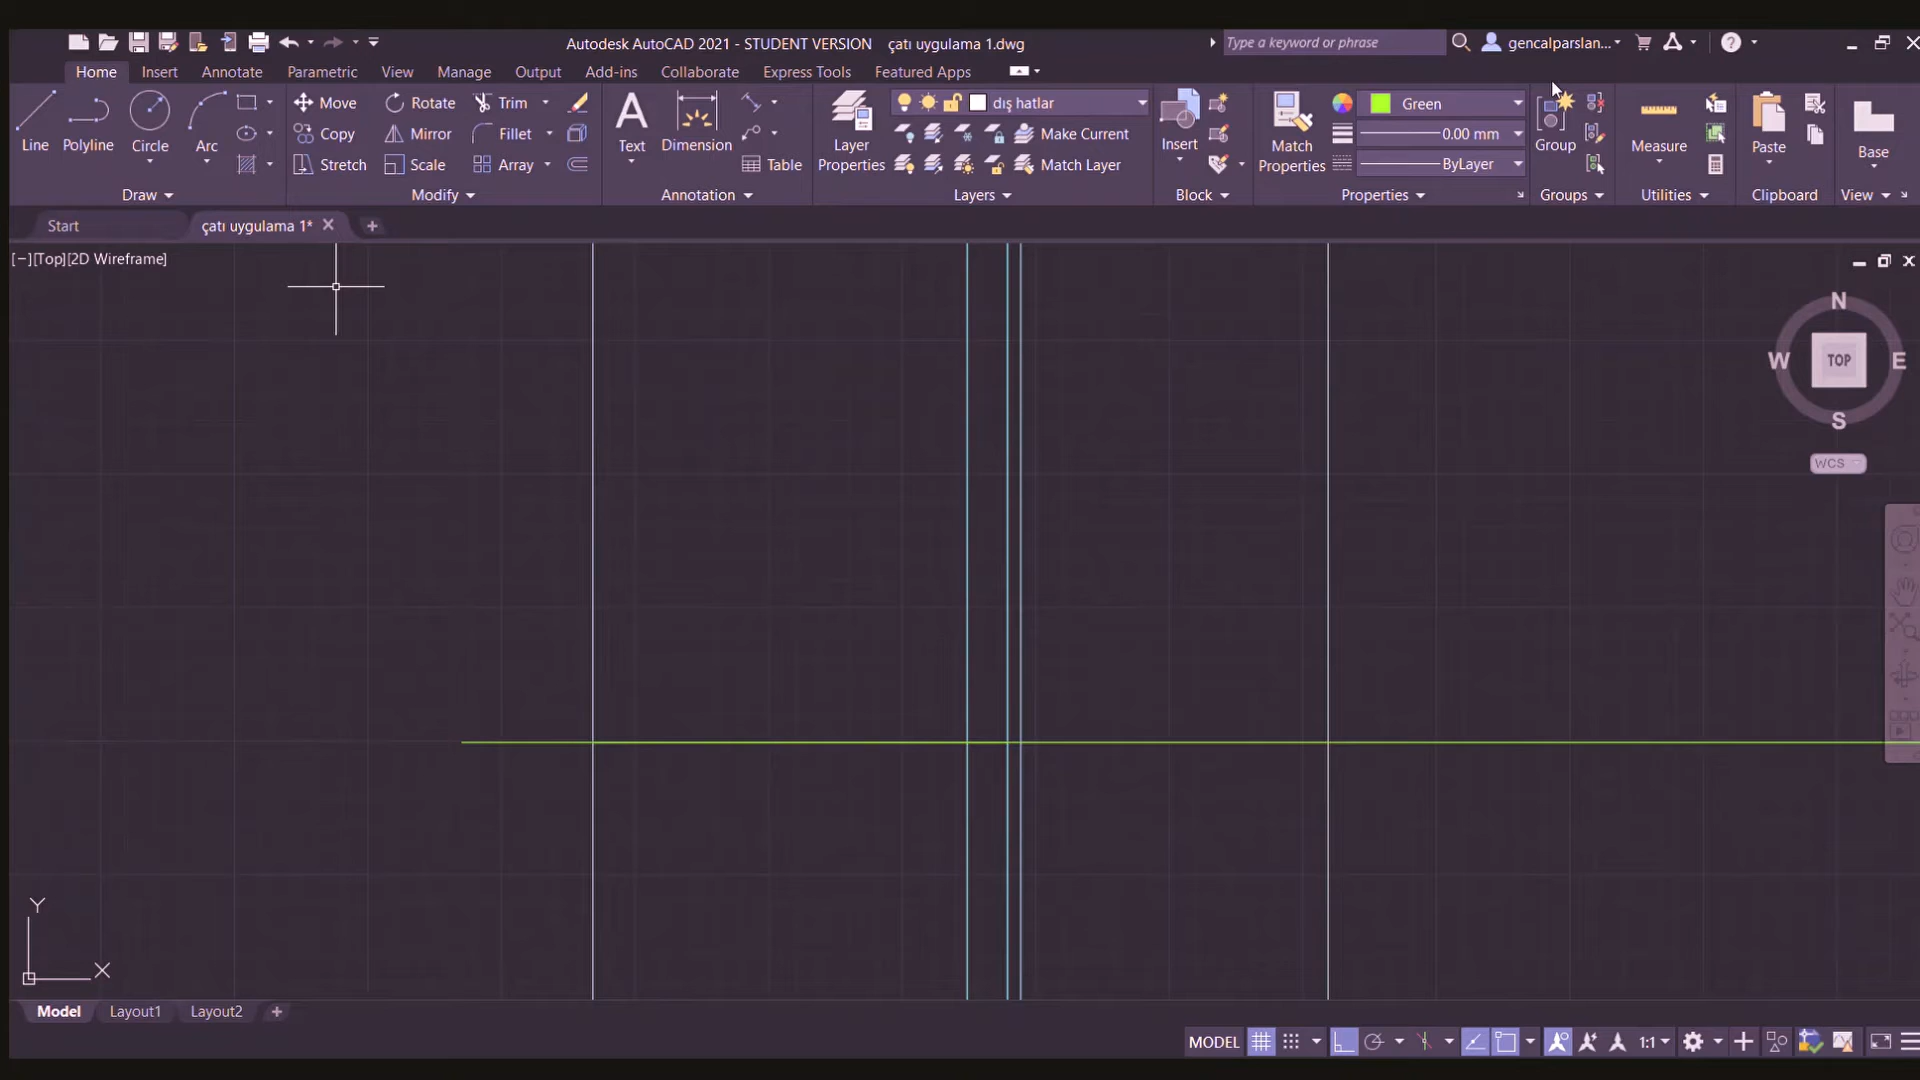 Autodesk AutoCAD 2021 - STUDENT VERSION çatı uygulama 1.dwg
Type a keyword or phrase
gencalparslan...
Home Insert Annotate Parametric View Manage Output Add-ins Collaborate Express Tools Featured Apps
Line Polyline Circle Arc
Move Rotate Trim
Copy Mirror Fillet
Stretch Scale Array
Text Dimension Table
Layer Properties
dış hatlar
Make Current
Match Layer
Insert
Match Properties
Green
0.00 mm
ByLayer
Group
Measure
Paste
Base
Draw Modify Annotation Layers Block Properties Groups Utilities Clipboard View
Start çatı uygulama 1*
[−][Top][2D Wireframe]
N
W TOP E
S
WCS
Y
X
Model Layout1 Layout2
MODEL 1:1